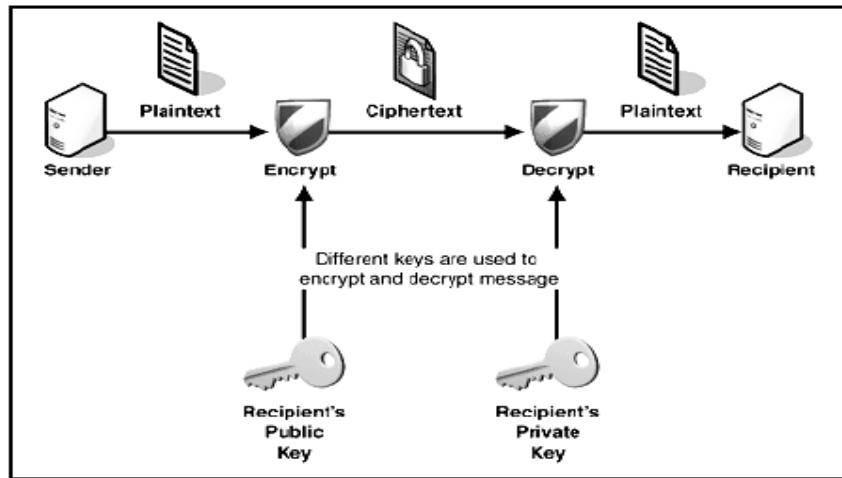 Plaintext
Ciphertext
Plaintext
Sender
Encrypt
Decrypt
Recipient
Different keys are used to
encrypt and decrypt message
Recipient's
Public
Key
Recipient's
Private
Key